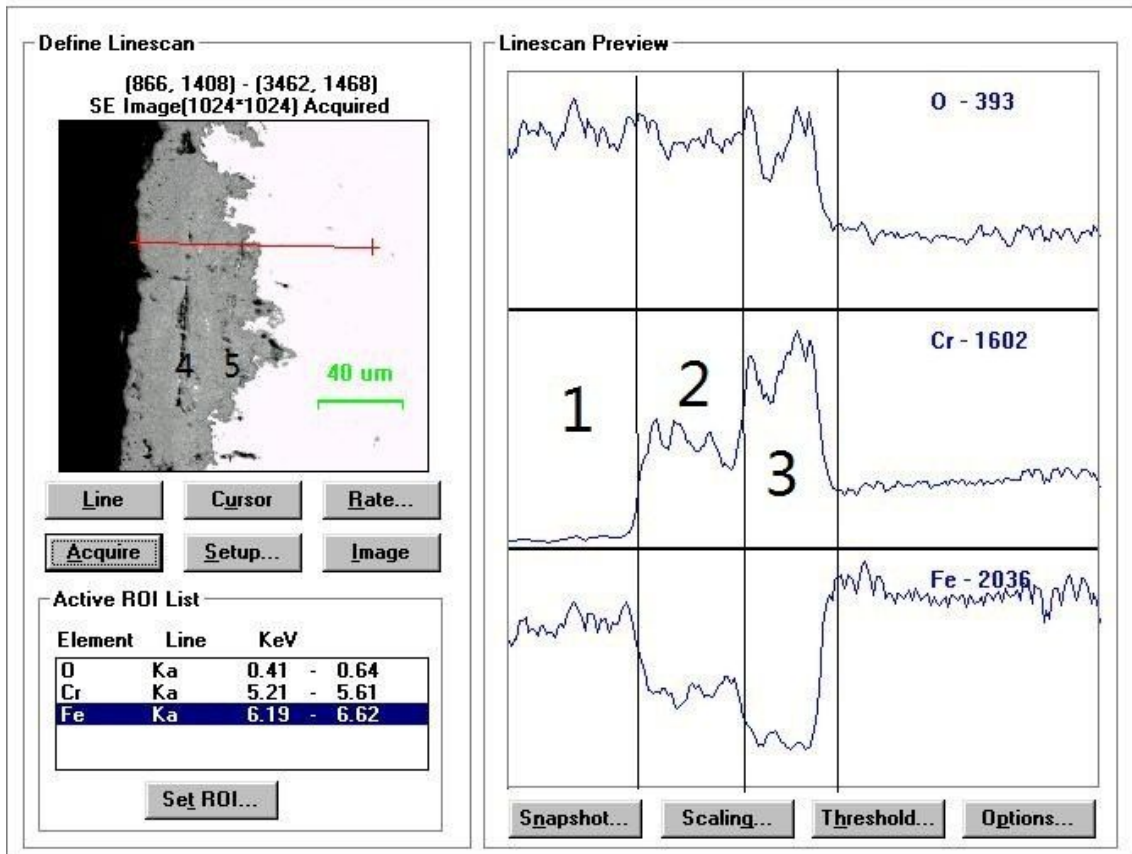 Define Linescan
(866, 1408) - (3462, 1468)
SE Image(1024*1024) Acquired
4 5
40 um
Line Cursor Rate...
Acquire Setup... Image
Active ROI List
Element Line KeV
O Ka 0.41 - 0.64
Cr Ka 5.21 - 5.61
Fe Ka 6.19 - 6.62
Set ROI...
Linescan Preview
O - 393
Cr - 1602
1 2 3
Fe - 2036
Snapshot... Scaling... Threshold... Options...